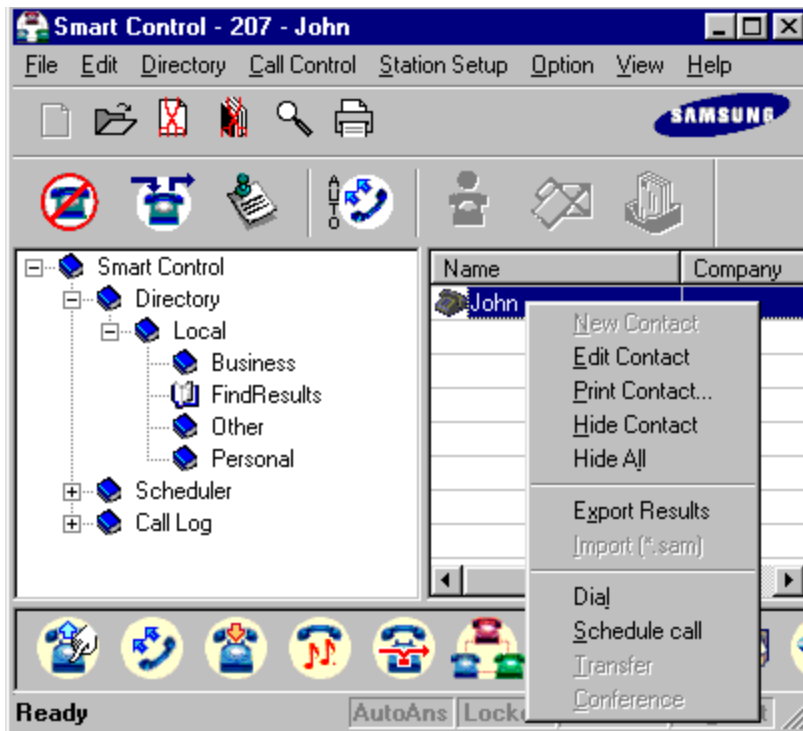 Smart Control - 207 - John
File Edit Directory Call Control Station Setup Option View Help
SAMSUNG
AUTO
Smart Control
Directory
Local
Business
FindResults
Other
Personal
Scheduler
Call Log
Name Company
John
New Contact
Edit Contact
Print Contact...
Hide Contact
Hide All
Export Results
Import (*.sam)
Dial
Schedule call
Transfer
Conference
Ready AutoAns